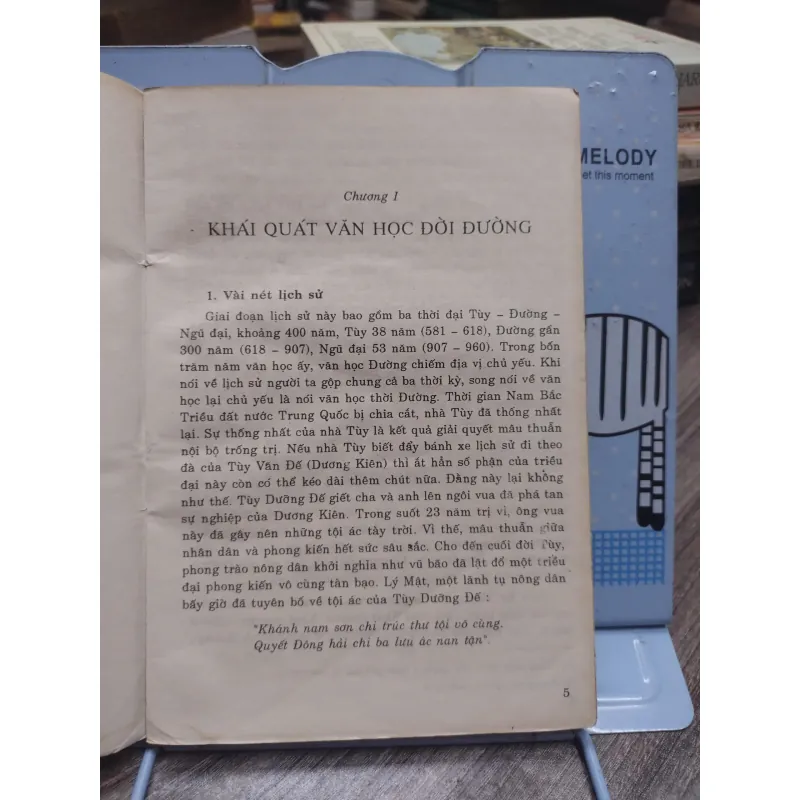 Chương 1
KHÁI QUÁT VĂN HỌC ĐỜI ĐƯỜNG
1. Vài nét lịch sử
Giai đoạn lịch sử này bao gồm ba thời đại Tùy – Đường –
Ngũ đại, khoảng 400 năm, Tùy 38 năm (581 – 618), Đường gần
300 năm (618 – 907), Ngũ đại 53 năm (907 – 960). Trong bốn
trăm năm văn học ấy, văn học Đường chiếm địa vị chủ yếu. Khi
nói về lịch sử người ta gộp chung cả ba thời kỳ, song nói về văn
học lại chủ yếu là nói văn học thời Đường. Thời gian Nam Bắc
Triều đất nước Trung Quốc bị chia cắt, nhà Tùy đã thống nhất
lại. Sự thống nhất của nhà Tùy là kết quả giải quyết mâu thuẫn
nội bộ trống trị. Nếu nhà Tùy biết đẩy bánh xe lịch sử đi theo
đà của Tùy Văn Đế (Dương Kiên) thì ắt hẳn số phận của triều
đại này còn có thể kéo dài thêm chút nữa. Đằng này lại không
như thế. Tùy Dưỡng Đế giết cha và anh lên ngôi vua đã phá tan
sự nghiệp của Dương Kiên. Trong suốt 23 năm trị vì, ông vua
này đã gây nên những tội ác tày trời. Vì thế, mâu thuẫn giữa
nhân dân và phong kiến hết sức sâu sắc. Cho đến cuối đời Tùy,
phong trào nông dân khởi nghĩa như vũ bão đã lật đổ một triều
đại phong kiến vô cùng tàn bạo. Lý Mật, một lãnh tụ nông dân
bấy giờ đã tuyên bố về tội ác của Tùy Dưỡng Đế :
"Khánh nam sơn chi trúc thư tội vô cùng.
Quyết Đông hải chi ba lưu ác nan tận".
5
MELODY
et this moment